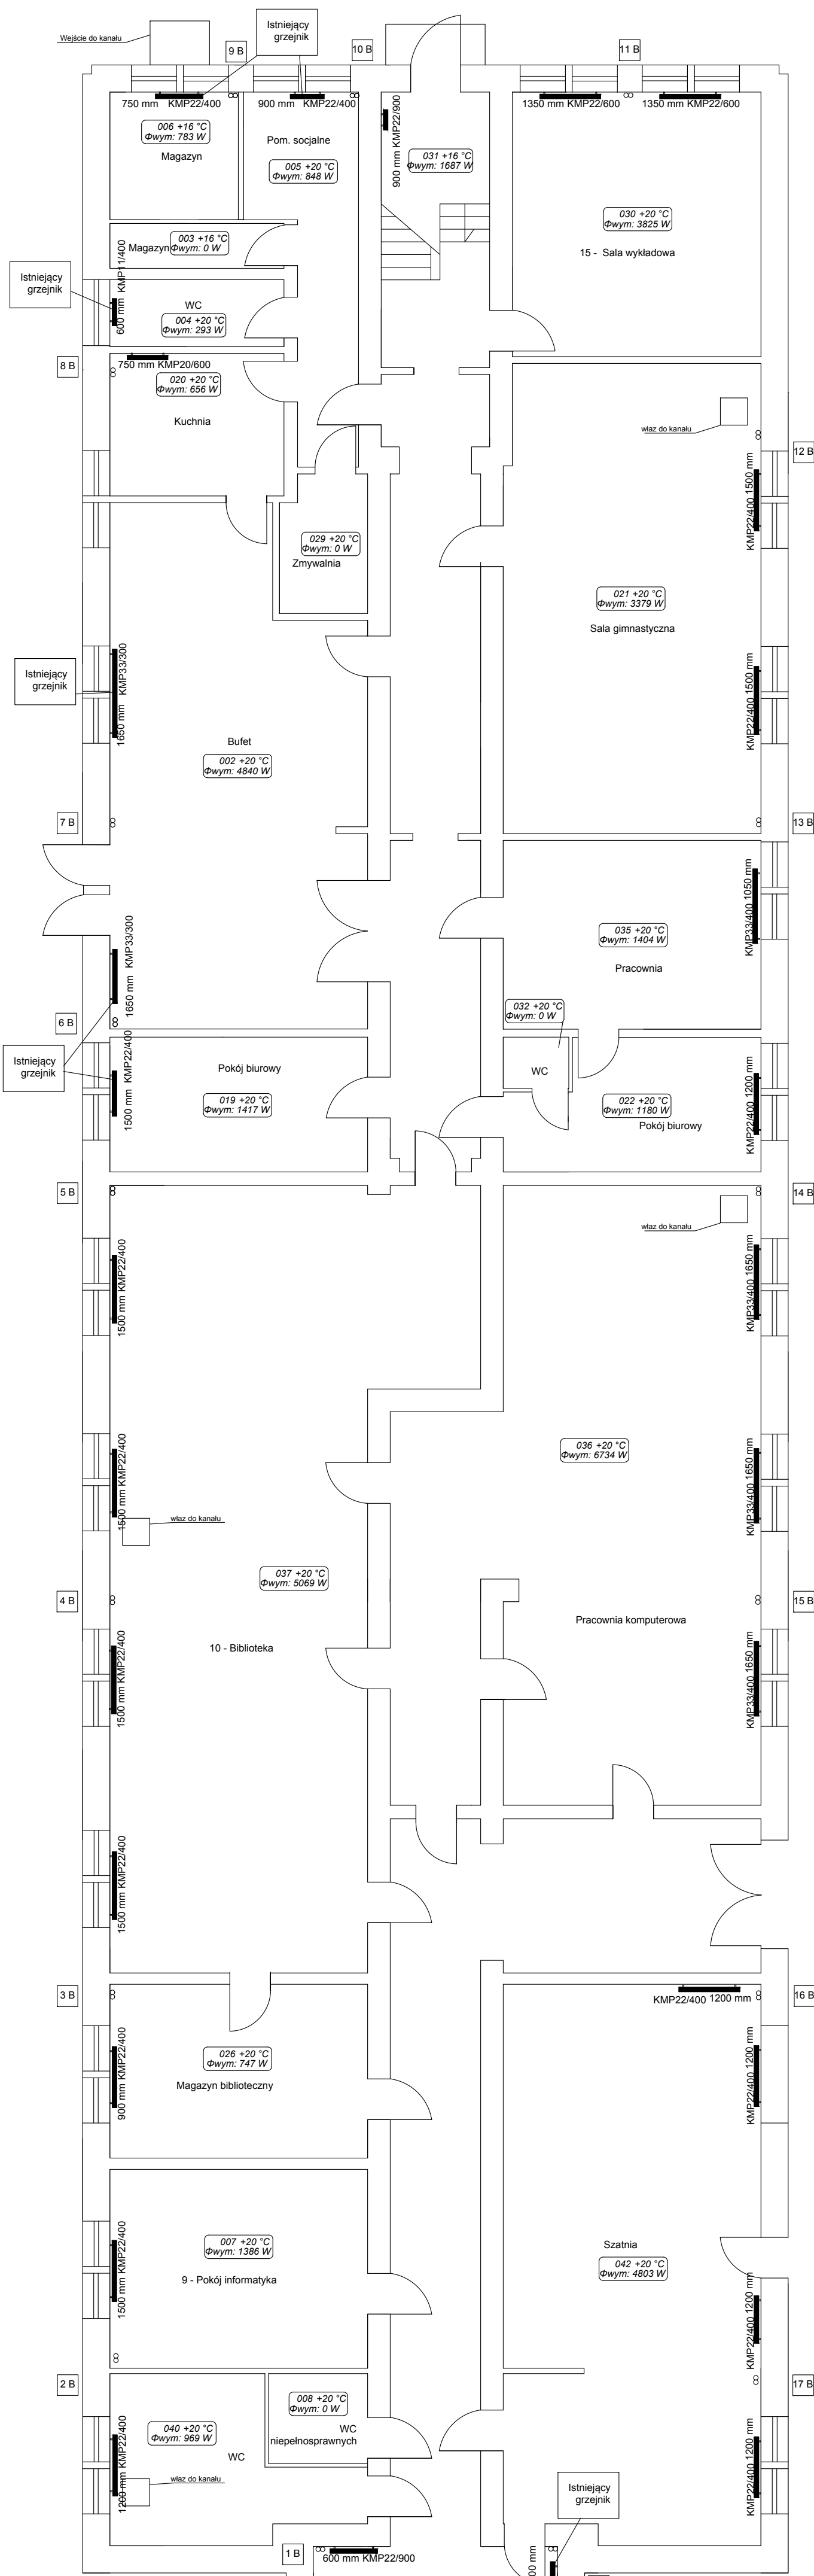 Wejście do kanału
9 B
Istniejący
grzejnik
10 B
11 B
750 mm KMP22/400
900 mm KMP22/400
1350 mm KMP22/600
1350 mm KMP22/600
900 mm KMP22/900
006 +16 °C
Φwym: 783 W
Magazyn
Pom. socjalne
005 +20 °C
Φwym: 848 W
031 +16 °C
Φwym: 1687 W
030 +20 °C
Φwym: 3825 W
15 - Sala wykładowa
003 +16 °C
Φwym: 0 W
Magazyn
Istniejący
grzejnik
600 mm KMP11/400
WC
004 +20 °C
Φwym: 293 W
8 B
750 mm KMP20/600
020 +20 °C
Φwym: 656 W
Kuchnia
właz do kanału
12 B
KMP22/400 1500 mm
029 +20 °C
Φwym: 0 W
Zmywalnia
021 +20 °C
Φwym: 3379 W
Sala gimnastyczna
Istniejący
grzejnik
1650 mm KMP33/300
KMP22/400 1500 mm
Bufet
002 +20 °C
Φwym: 4840 W
7 B
13 B
KMP33/400 1050 mm
035 +20 °C
Φwym: 1404 W
Pracownia
1650 mm KMP33/300
6 B
032 +20 °C
Φwym: 0 W
Istniejący
grzejnik
1500 mm KMP22/400
Pokój biurowy
019 +20 °C
Φwym: 1417 W
WC
022 +20 °C
Φwym: 1180 W
Pokój biurowy
KMP22/400 1200 mm
5 B
14 B
właz do kanału
1500 mm KMP22/400
KMP33/400 1650 mm
036 +20 °C
Φwym: 6734 W
1500 mm KMP22/400
KMP33/400 1650 mm
właz do kanału
037 +20 °C
Φwym: 5069 W
4 B
15 B
10 - Biblioteka
Pracownia komputerowa
1500 mm KMP22/400
KMP33/400 1650 mm
1500 mm KMP22/400
3 B
KMP22/400 1200 mm
16 B
900 mm KMP22/400
026 +20 °C
Φwym: 747 W
Magazyn biblioteczny
KMP22/400 1200 mm
007 +20 °C
Φwym: 1386 W
9 - Pokój informatyka
1500 mm KMP22/400
Szatnia
042 +20 °C
Φwym: 4803 W
KMP22/400 1200 mm
2 B
17 B
008 +20 °C
Φwym: 0 W
WC
niepełnosprawnych
040 +20 °C
Φwym: 969 W
WC
1200 mm KMP22/400
właz do kanału
KMP22/400 1200 mm
Istniejący
grzejnik
1 B
600 mm KMP22/900